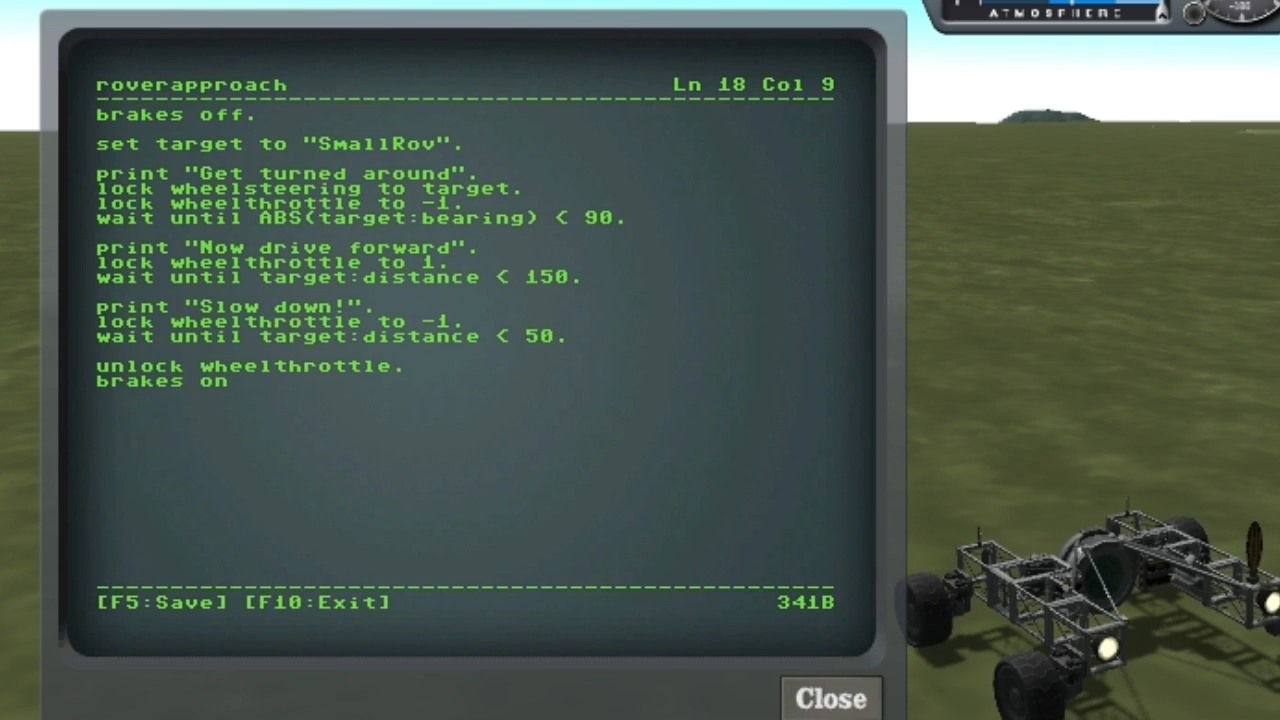 ATMOSPHERE
-100
roverapproach Ln 18 Col 9
brakes off.
set target to "SmallRov".
print "Get turned around".
lock wheelsteering to target.
lock wheelthrottle to -1.
wait until ABS(target:bearing) < 90.
print "Now drive forward".
lock wheelthrottle to 1.
wait until target:distance < 150.
print "Slow down!".
lock wheelthrottle to -1.
wait until target:distance < 50.
unlock wheelthrottle.
brakes on
[F5:Save] [F10:Exit] 341B
Close